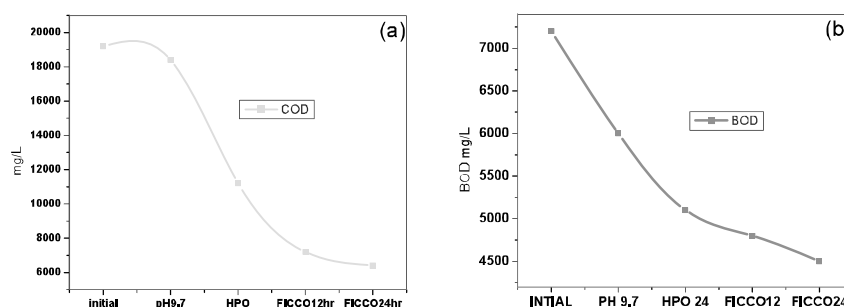 (a)
20000
18000
16000
14000
12000
10000
8000
6000
mg/L
COD
initial pH9.7 HPO FICCO12hr FICCO24hr
(b)
7000
6500
6000
5500
5000
4500
BOD mg/L
BOD
INTIAL PH 9.7 HPO 24 FICCO12 FICCO24